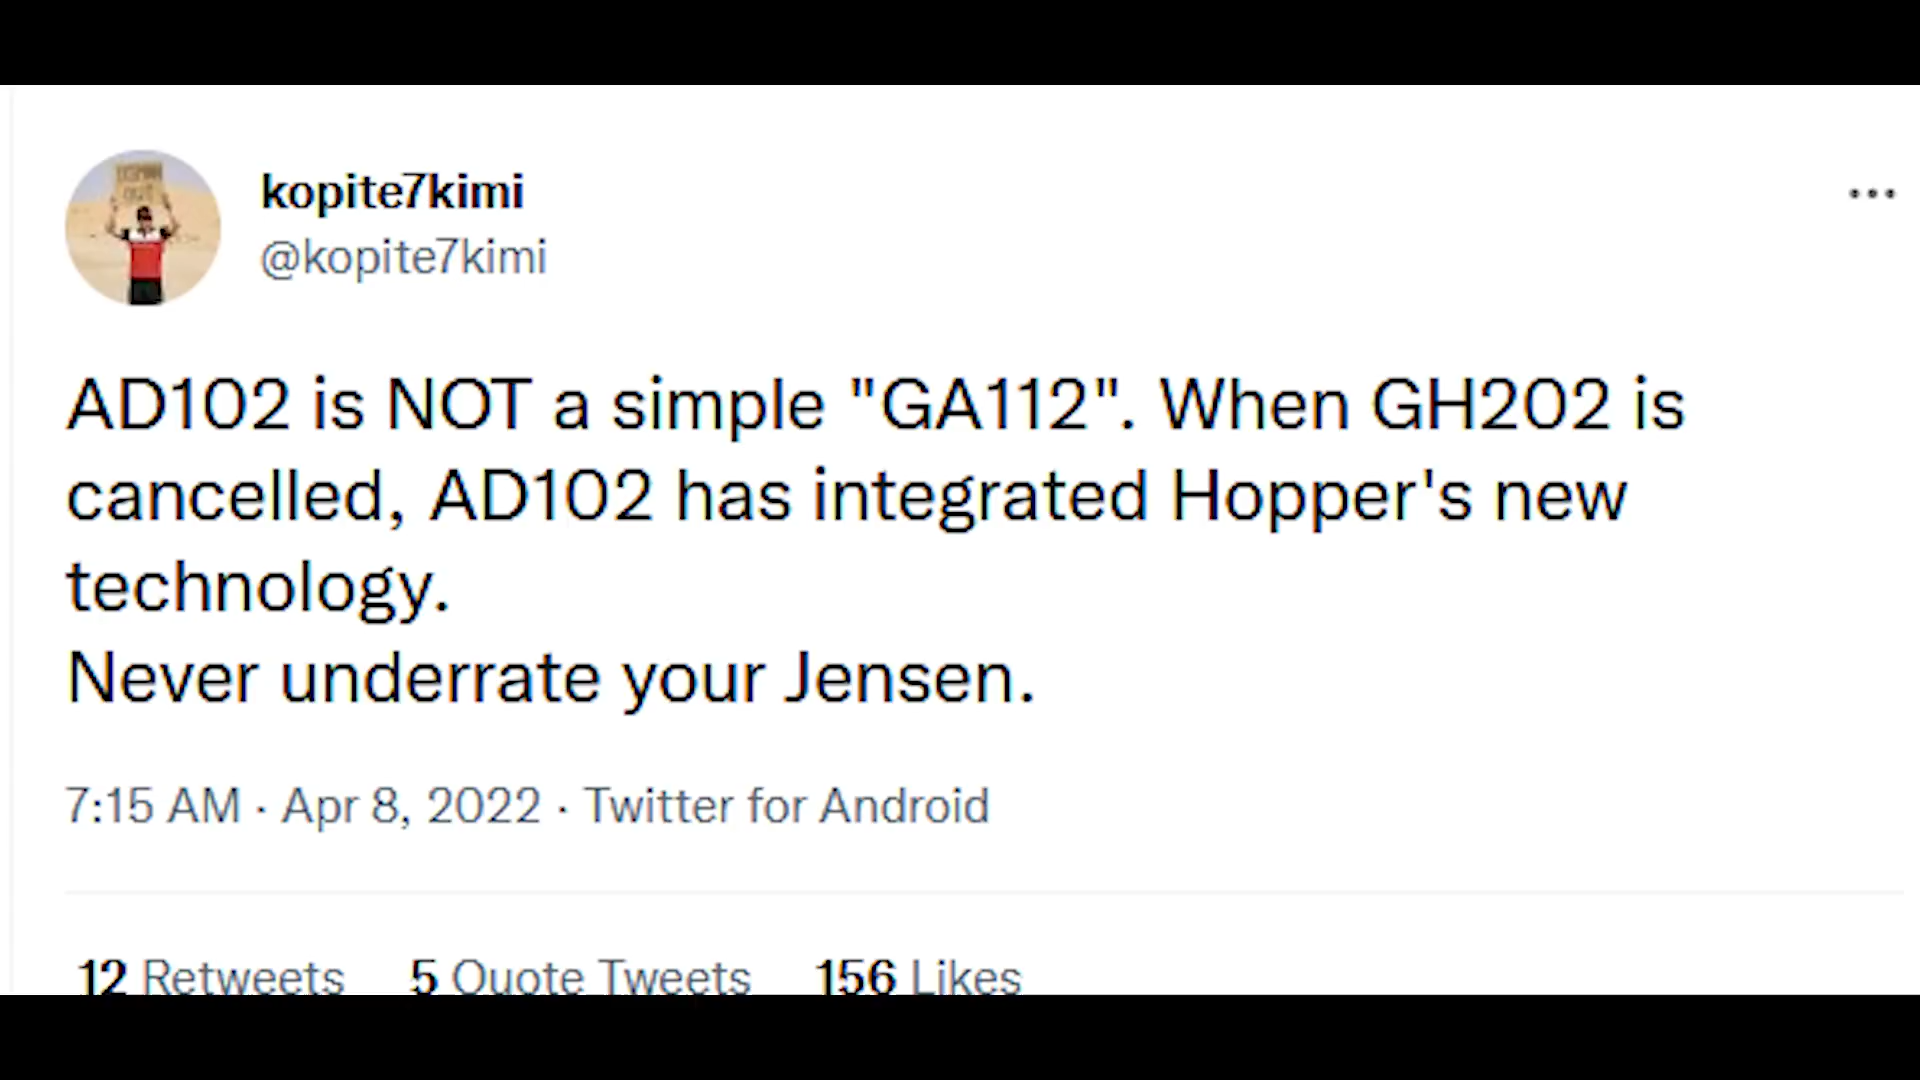 kopite7kimi
@kopite7kimi
AD102 is NOT a simple "GA112". When GH202 is
cancelled, AD102 has integrated Hopper's new
technology.
Never underrate your Jensen.
7:15 AM · Apr 8, 2022 · Twitter for Android
12 Retweets 5 Quote Tweets 156 Likes